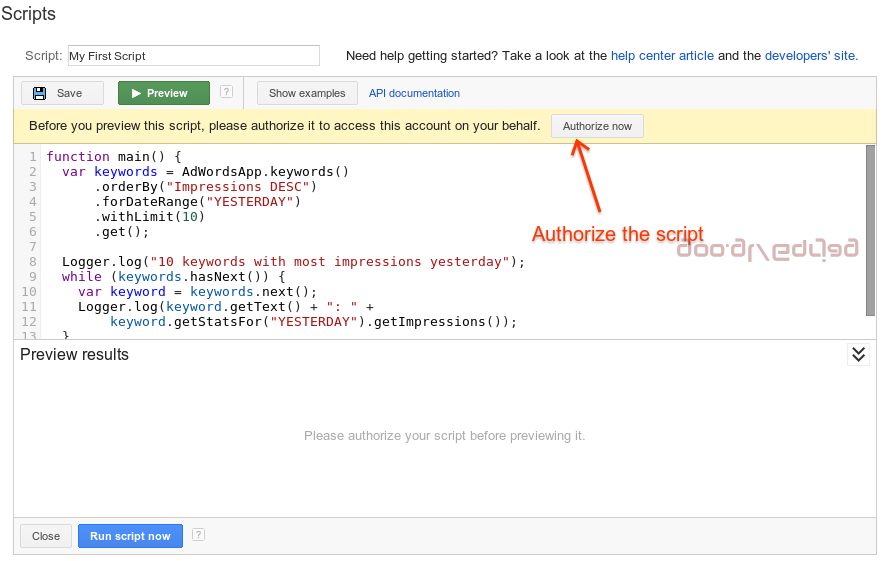 Scripts
Script: My First Script Need help getting started? Take a look at the help center article and the developers' site.
Save Preview ? Show examples API documentation
Before you preview this script, please authorize it to access this account on your behalf. Authorize now
1 function main() {
2   var keywords = AdWordsApp.keywords()
3       .orderBy("Impressions DESC")
4       .forDateRange("YESTERDAY")
5       .withLimit(10)
6       .get();
7
8   Logger.log("10 keywords with most impressions yesterday");
9   while (keywords.hasNext()) {
10     var keyword = keywords.next();
11     Logger.log(keyword.getText() + ": " +
12         keyword.getStatsFor("YESTERDAY").getImpressions());
13   }
Authorize the script
Preview results
Please authorize your script before previewing it.
Close Run script now ?